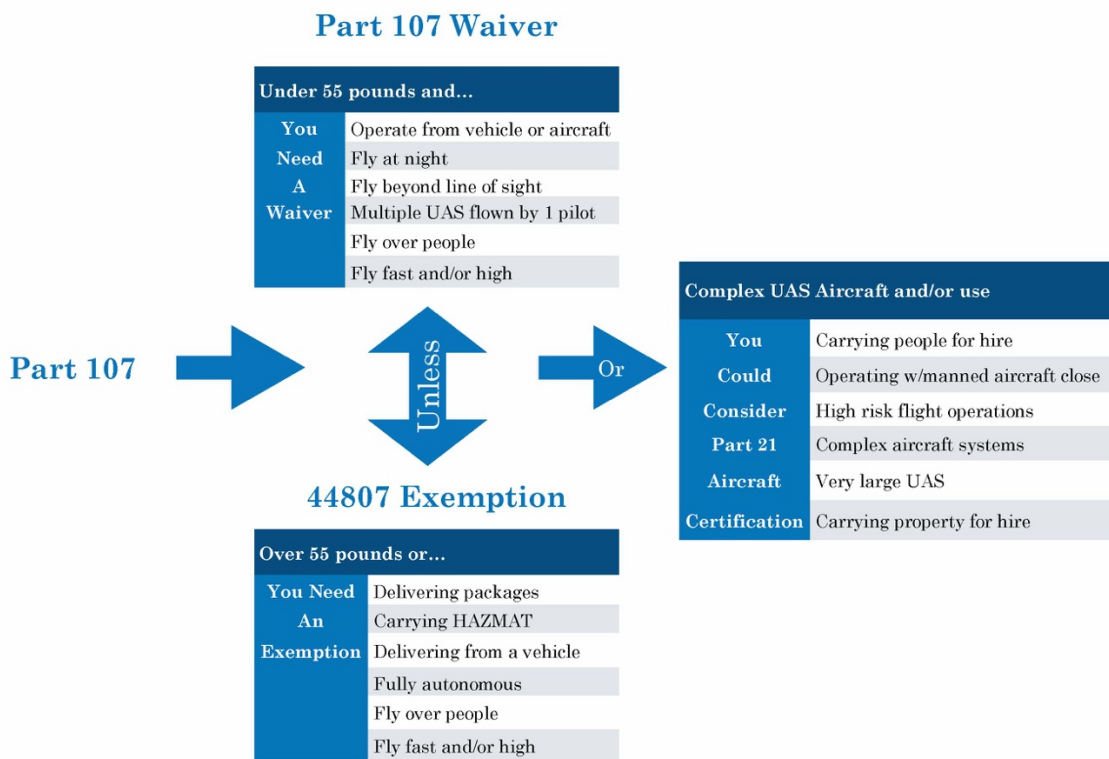 Part 107 Waiver
Under 55 pounds and...
You Operate from vehicle or aircraft
Need Fly at night
A Fly beyond line of sight
Waiver Multiple UAS flown by 1 pilot
Fly over people
Fly fast and/or high
Part 107
Unless
Or
Complex UAS Aircraft and/or use
You Carrying people for hire
Could Operating w/manned aircraft close
Consider High risk flight operations
Part 21 Complex aircraft systems
Aircraft Very large UAS
Certification Carrying property for hire
44807 Exemption
Over 55 pounds or...
You Need Delivering packages
An Carrying HAZMAT
Exemption Delivering from a vehicle
Fully autonomous
Fly over people
Fly fast and/or high